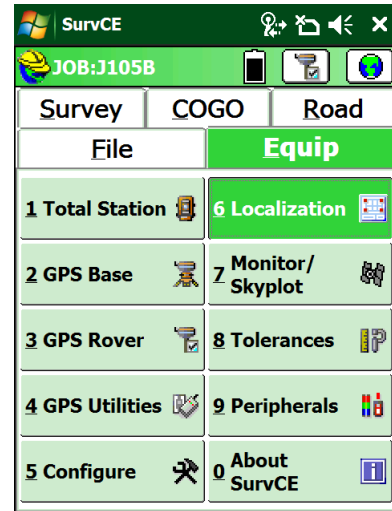 SurvCE
JOB:J105B
Survey COGO Road
File Equip
1 Total Station 6 Localization
2 GPS Base 7 Monitor/
Skyplot
3 GPS Rover 8 Tolerances
4 GPS Utilities 9 Peripherals
5 Configure 0 About
SurvCE